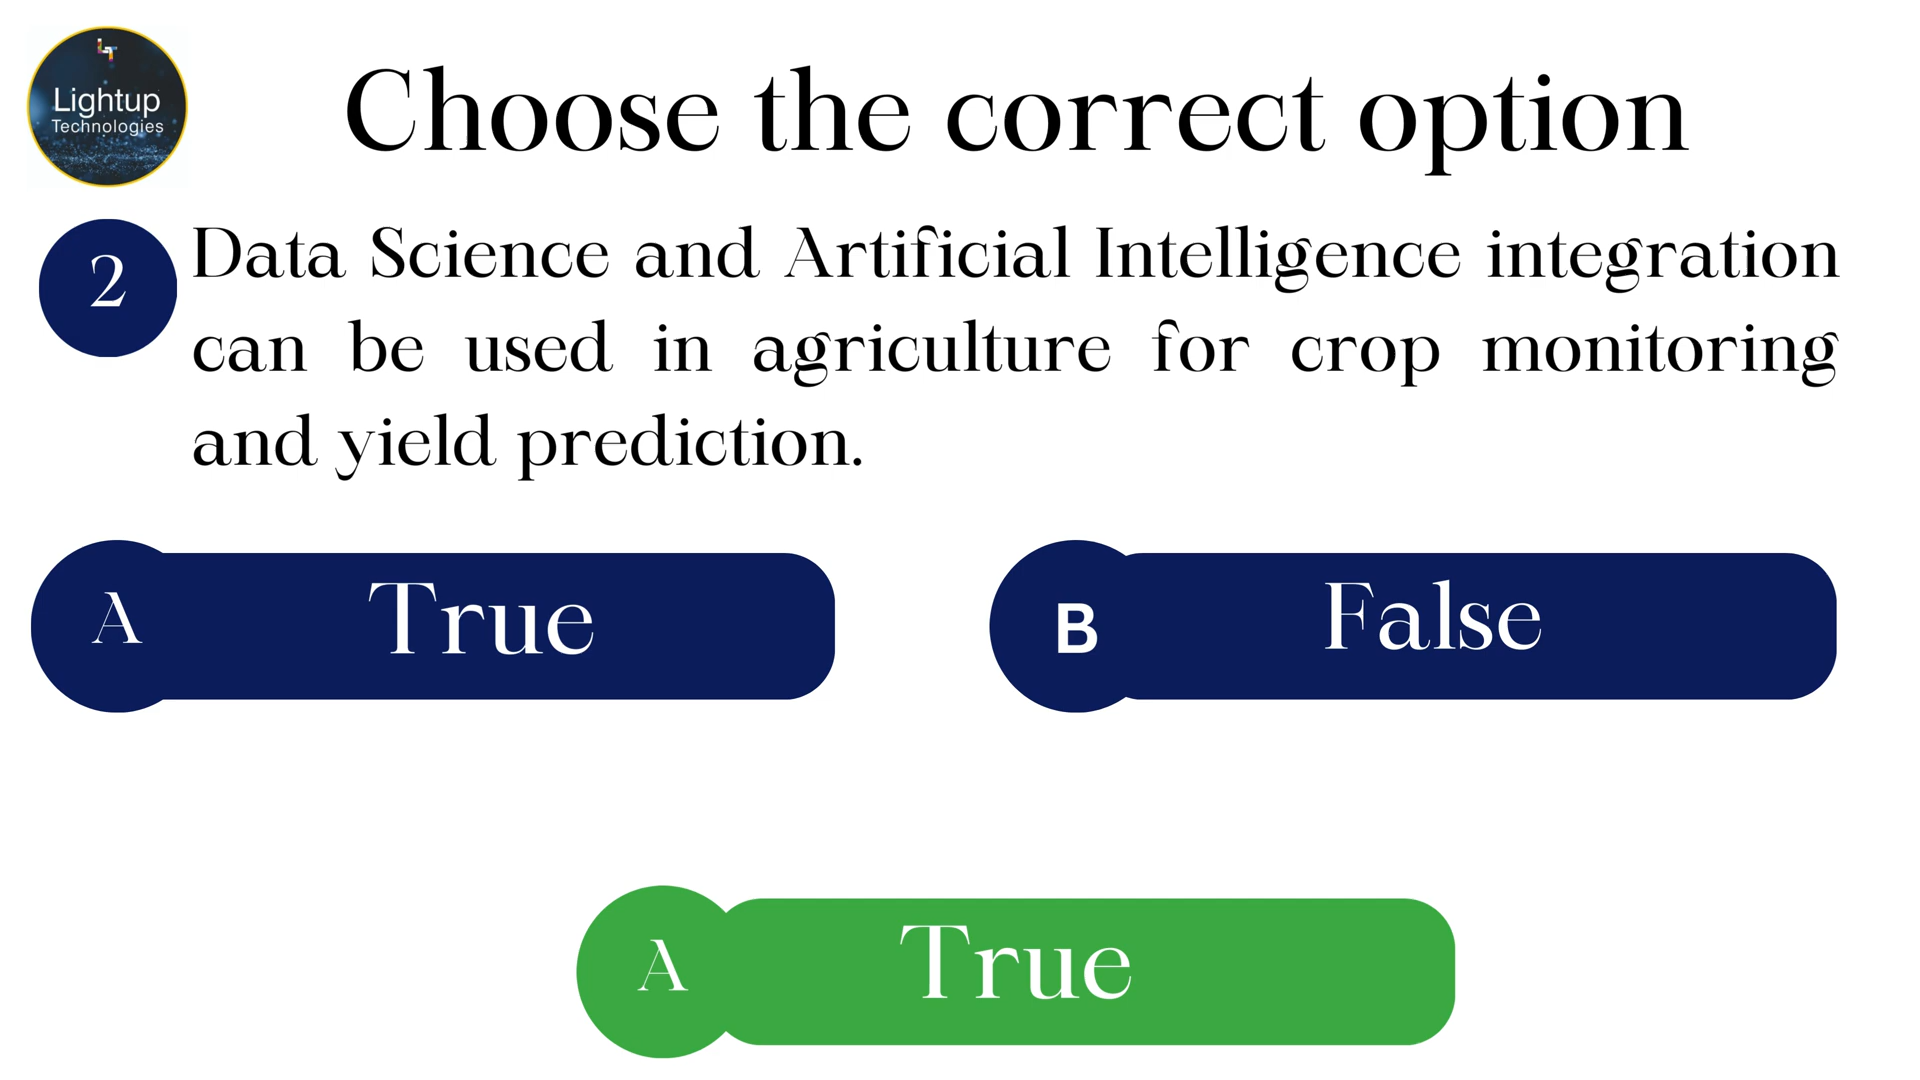 LT
Lightup
Technologies
Choose the correct option
2
Data Science and Artificial Intelligence integration
can be used in agriculture for crop monitoring
and yield prediction.
A
True
B
False
A
True